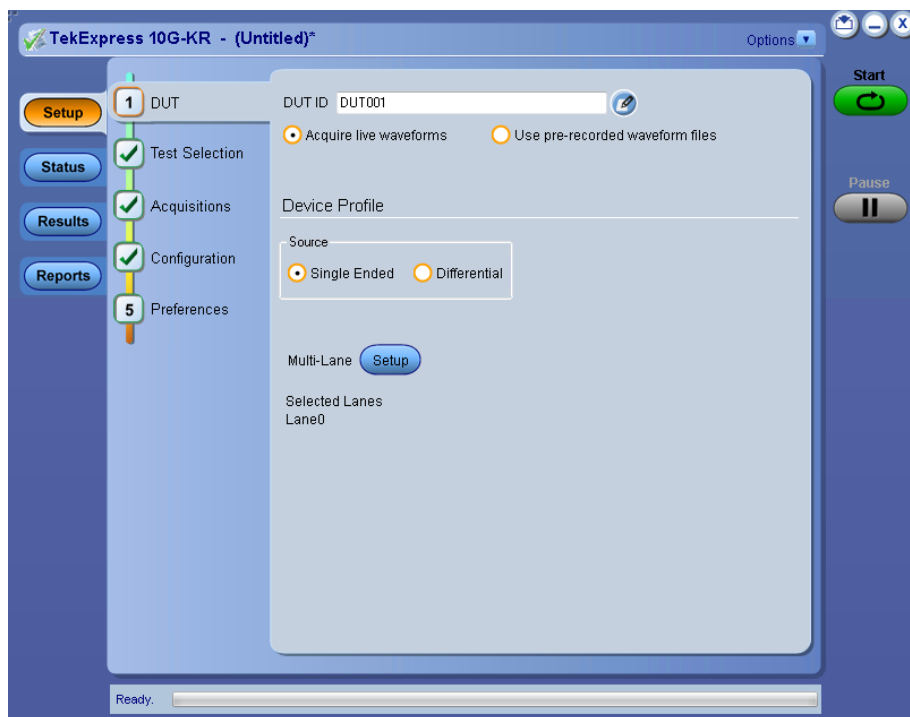 TekExpress 10G-KR - (Untitled)*
Options
X
Start
Setup
1 DUT
DUT ID DUT001
Acquire live waveforms
Use pre-recorded waveform files
Status
Test Selection
Pause
Results
Acquisitions
Device Profile
Reports
Configuration
Source
Single Ended
Differential
5 Preferences
Multi-Lane Setup
Selected Lanes
Lane0
Ready.